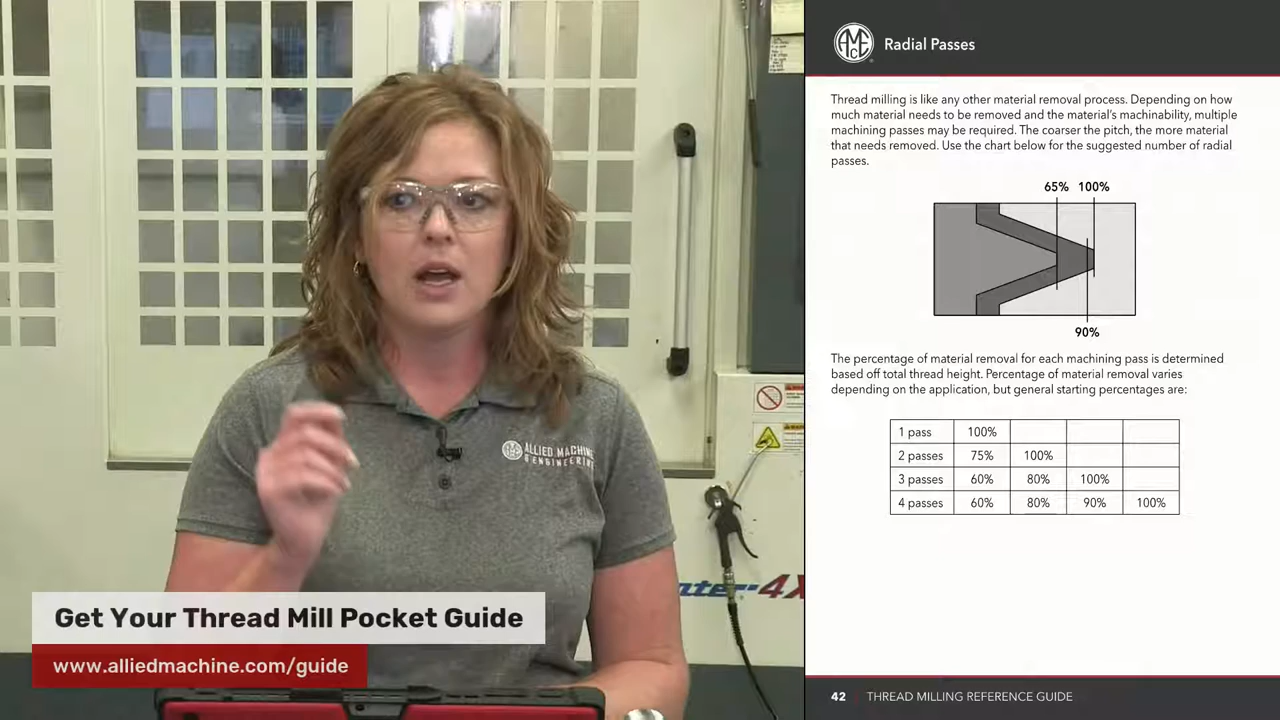 ALLIED MACHINE
& ENGINEERING
4X
Get Your Thread Mill Pocket Guide
www.alliedmachine.com/guide
AMEC
Radial Passes
Thread milling is like any other material removal process. Depending on how
much material needs to be removed and the material's machinability, multiple
machining passes may be required. The coarser the pitch, the more material
that needs removed. Use the chart below for the suggested number of radial
passes.
65% 100%
90%
The percentage of material removal for each machining pass is determined
based off total thread height. Percentage of material removal varies
depending on the application, but general starting percentages are:
1 pass 100%
2 passes 75% 100%
3 passes 60% 80% 100%
4 passes 60% 80% 90% 100%
42 THREAD MILLING REFERENCE GUIDE